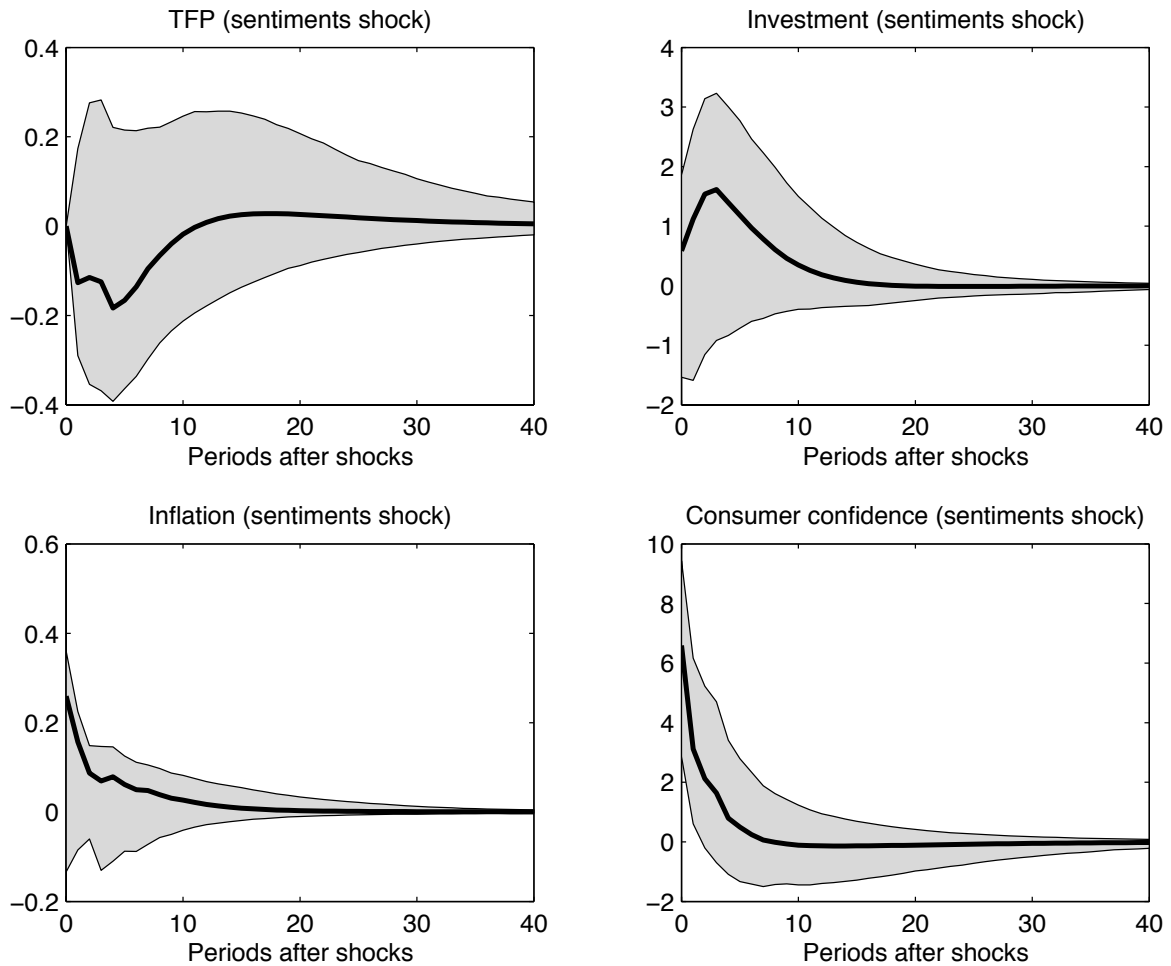 TFP (sentiments shock)
0.4
0.2
0
−0.2
−0.4
0 10 20 30 40
Periods after shocks
Investment (sentiments shock)
4
3
2
1
0
−1
−2
0 10 20 30 40
Periods after shocks
Inflation (sentiments shock)
0.6
0.4
0.2
0
−0.2
0 10 20 30 40
Periods after shocks
Consumer confidence (sentiments shock)
10
8
6
4
2
0
−2
0 10 20 30 40
Periods after shocks